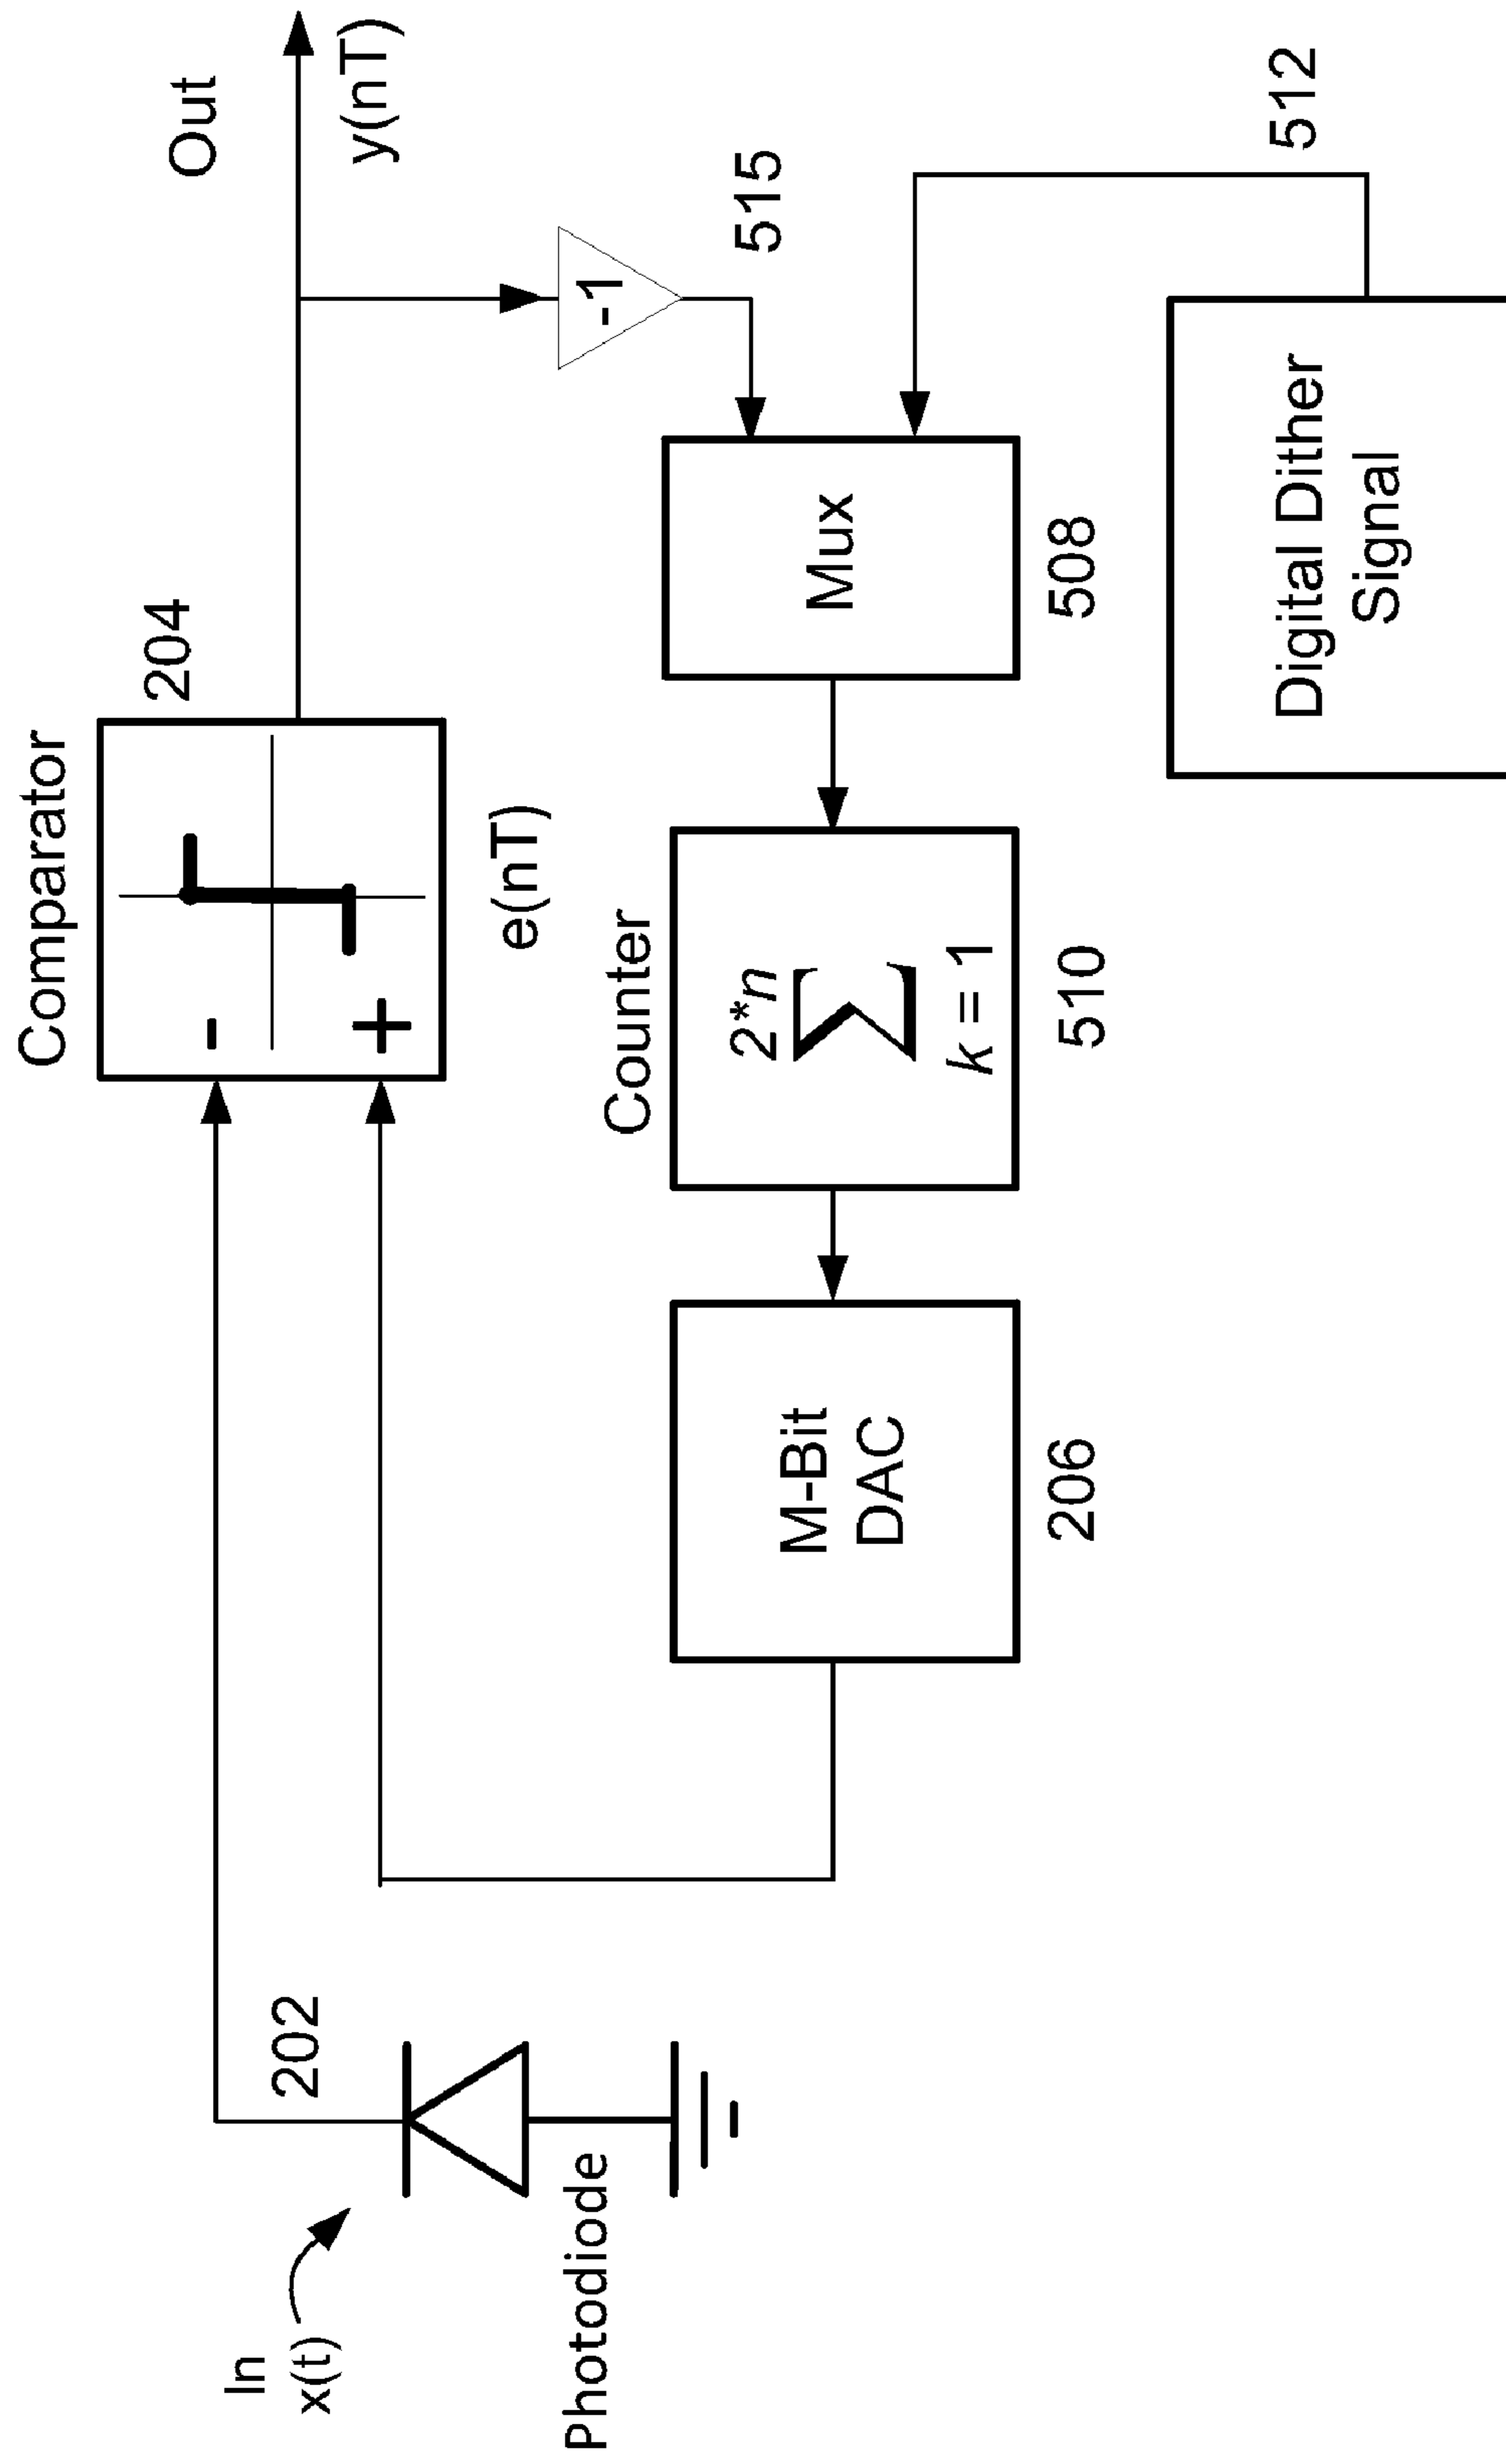 Comparator
204
-
+
e(nT)
Out
y(nT)
In
x(t)
202
Photodiode
-1
515
Counter
2*n
∑
k = 1
510
M-Bit
DAC
206
Mux
508
512
Digital Dither
Signal